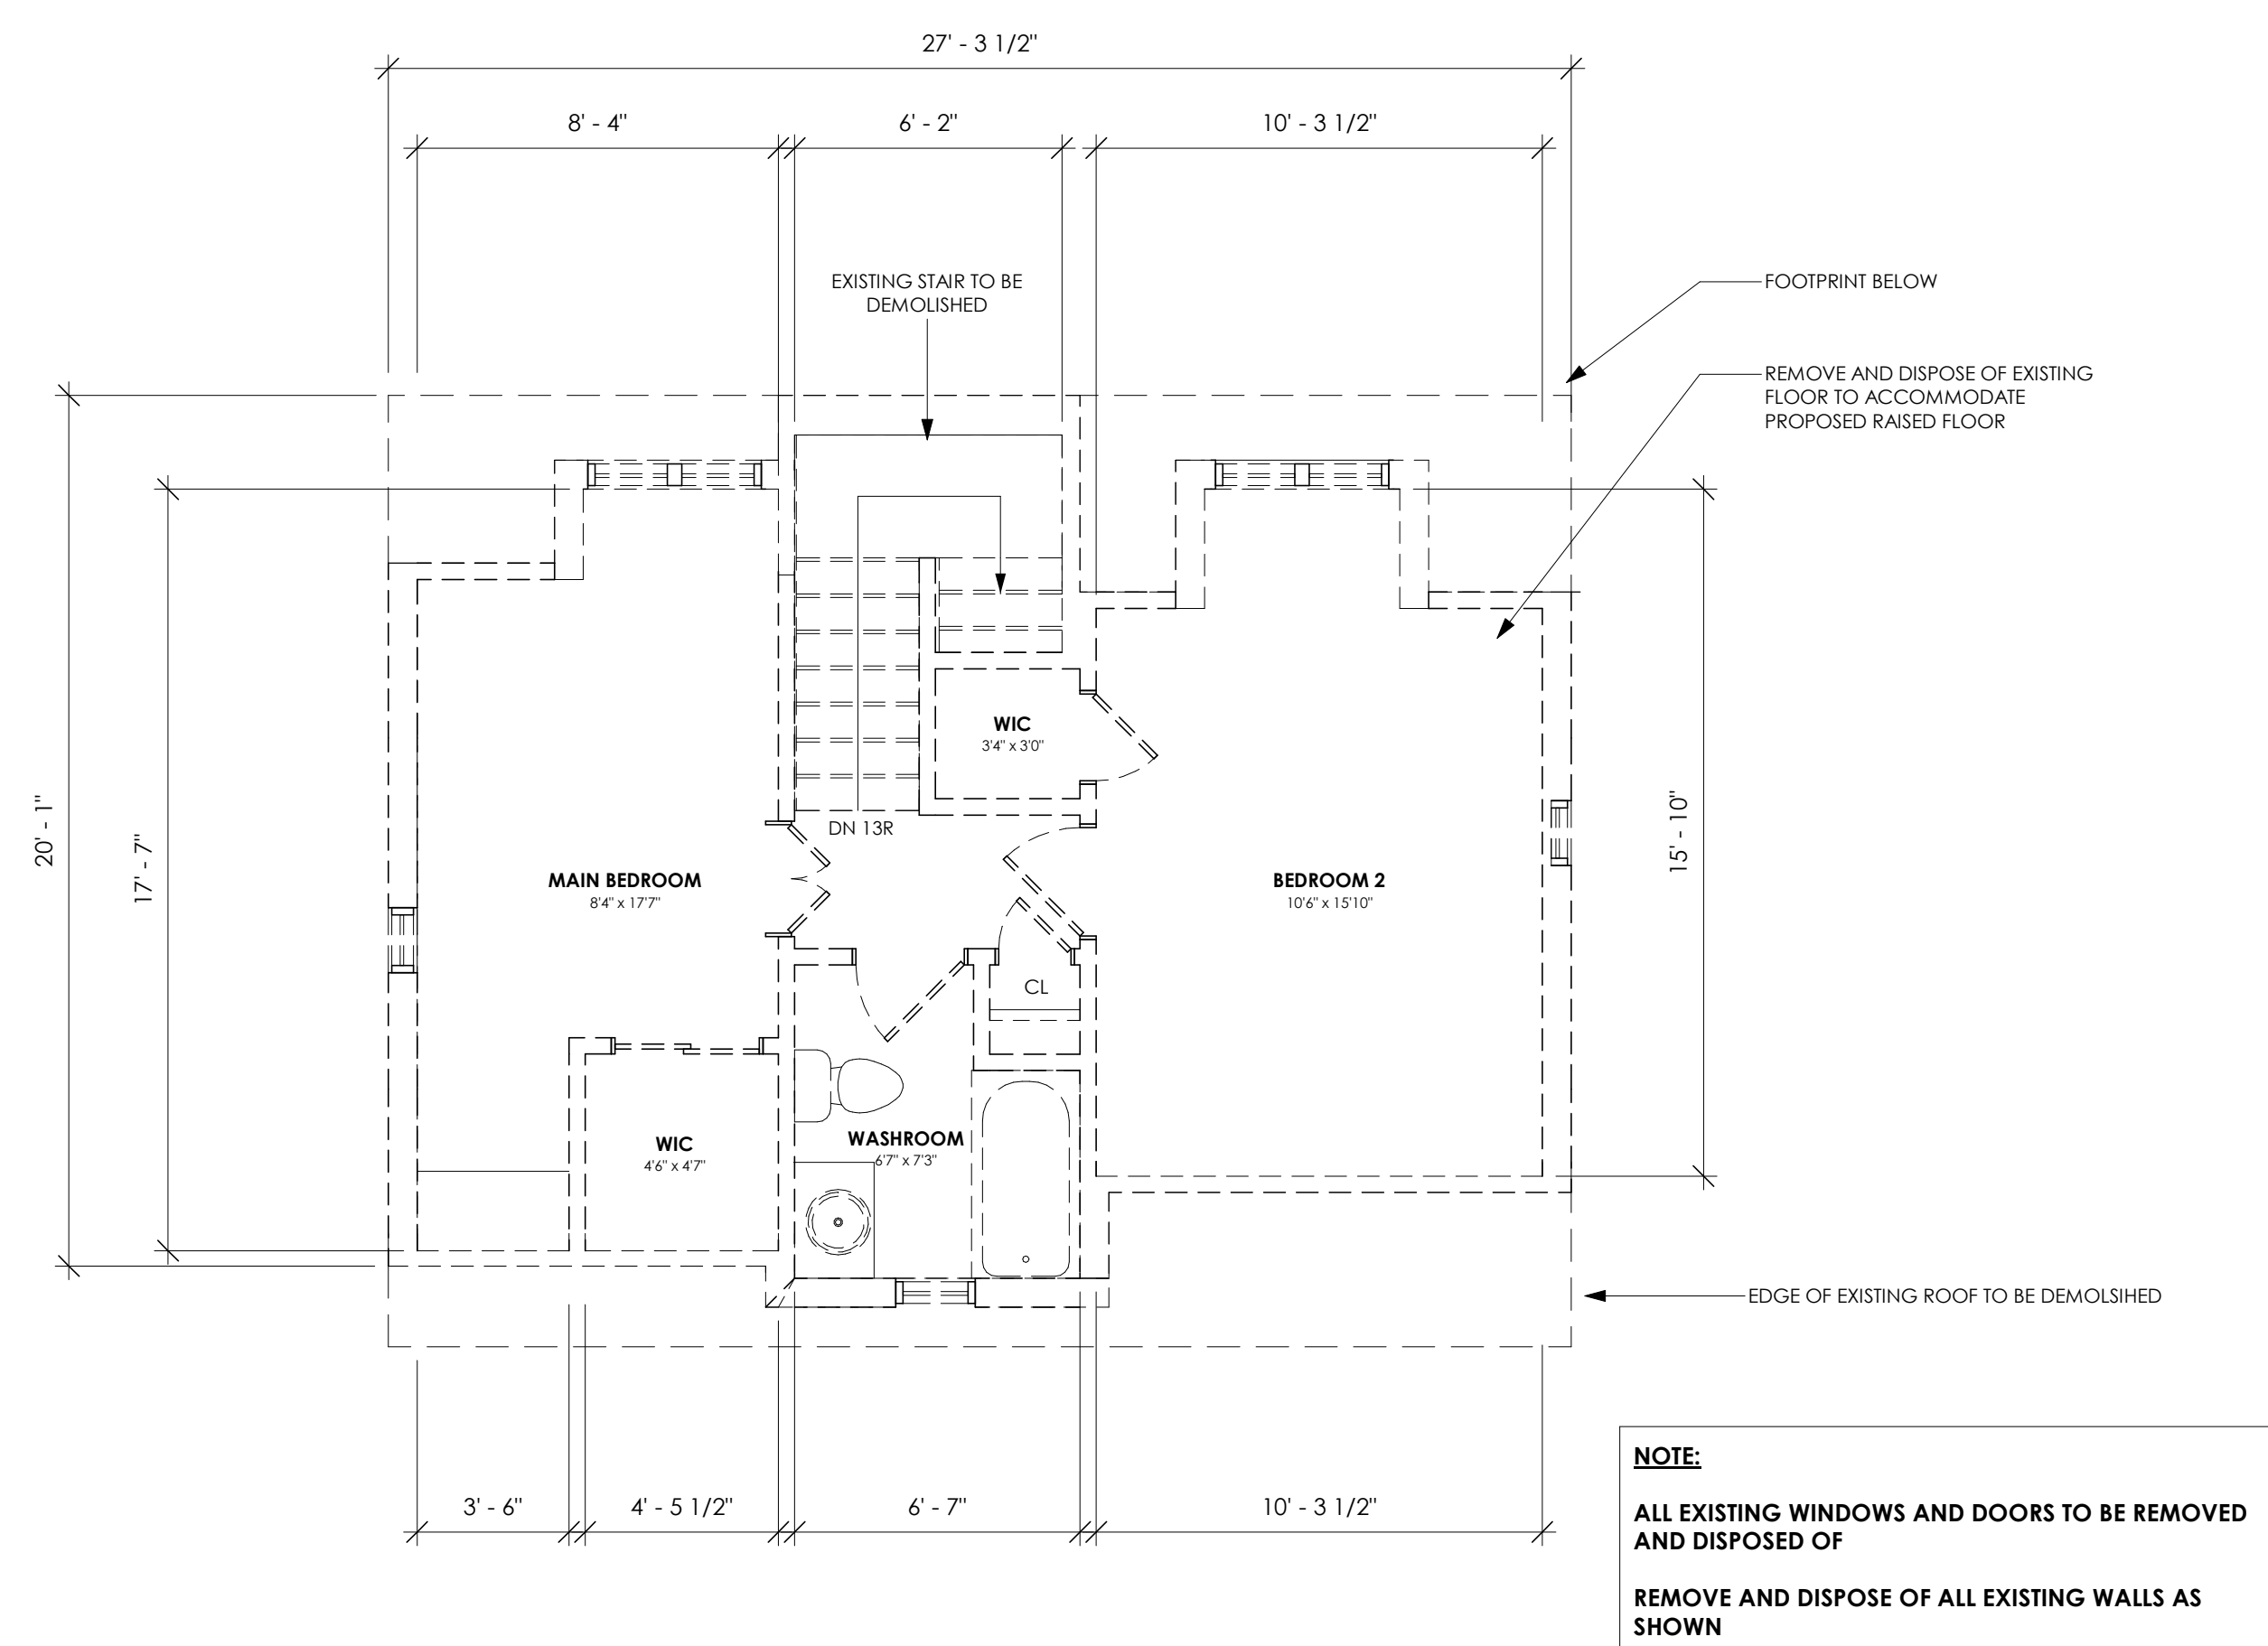 27' - 3 1/2"
8' - 4"
6' - 2"
10' - 3 1/2"
EXISTING STAIR TO BE
DEMOLISHED
FOOTPRINT BELOW
REMOVE AND DISPOSE OF EXISTING
FLOOR TO ACCOMMODATE
PROPOSED RAISED FLOOR
20' - 1"
17' - 7"
15' - 10"
WIC
3'4" x 3'0"
DN 13R
MAIN BEDROOM
8'4" x 17'7"
BEDROOM 2
10'6" x 15'10"
CL
WIC
4'6" x 4'7"
WASHROOM
6'7" x 7'3"
EDGE OF EXISTING ROOF TO BE DEMOLSIHED
3' - 6"
4' - 5 1/2"
6' - 7"
10' - 3 1/2"
NOTE:
ALL EXISTING WINDOWS AND DOORS TO BE REMOVED
AND DISPOSED OF
REMOVE AND DISPOSE OF ALL EXISTING WALLS AS
SHOWN